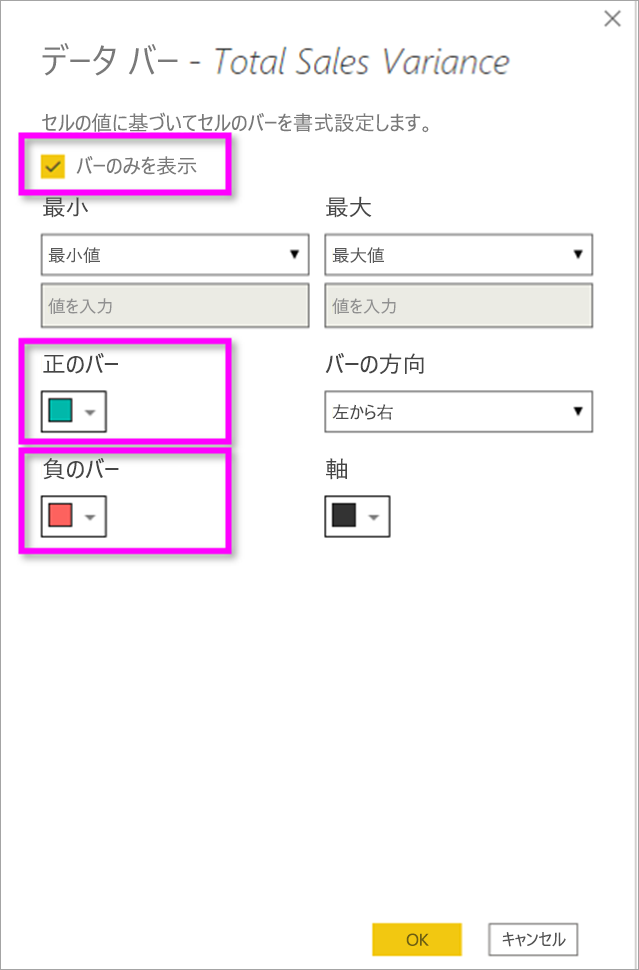 データ バー - Total Sales Variance
セルの値に基づいてセルのバーを書式設定します。
バーのみを表示
最小 最大
最小値 最大値
値を入力 値を入力
正のバー バーの方向
左から右
負のバー 軸
OK キャンセル